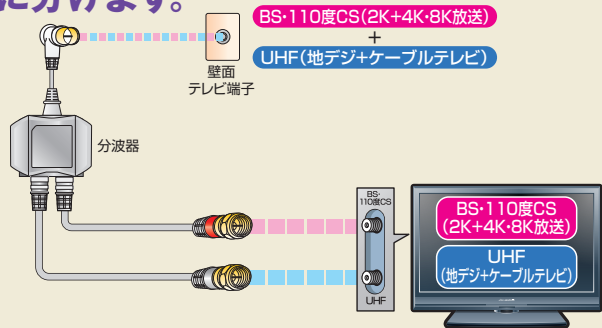 に分けます。
BS･110度CS(2K+4K･8K放送)
+
UHF(地デジ+ケーブルテレビ)
壁面
テレビ端子
分波器
BS･
110度CS
UHF
BS･110度CS
(2K+4K･8K放送)
UHF
(地デジ+ケーブルテレビ)